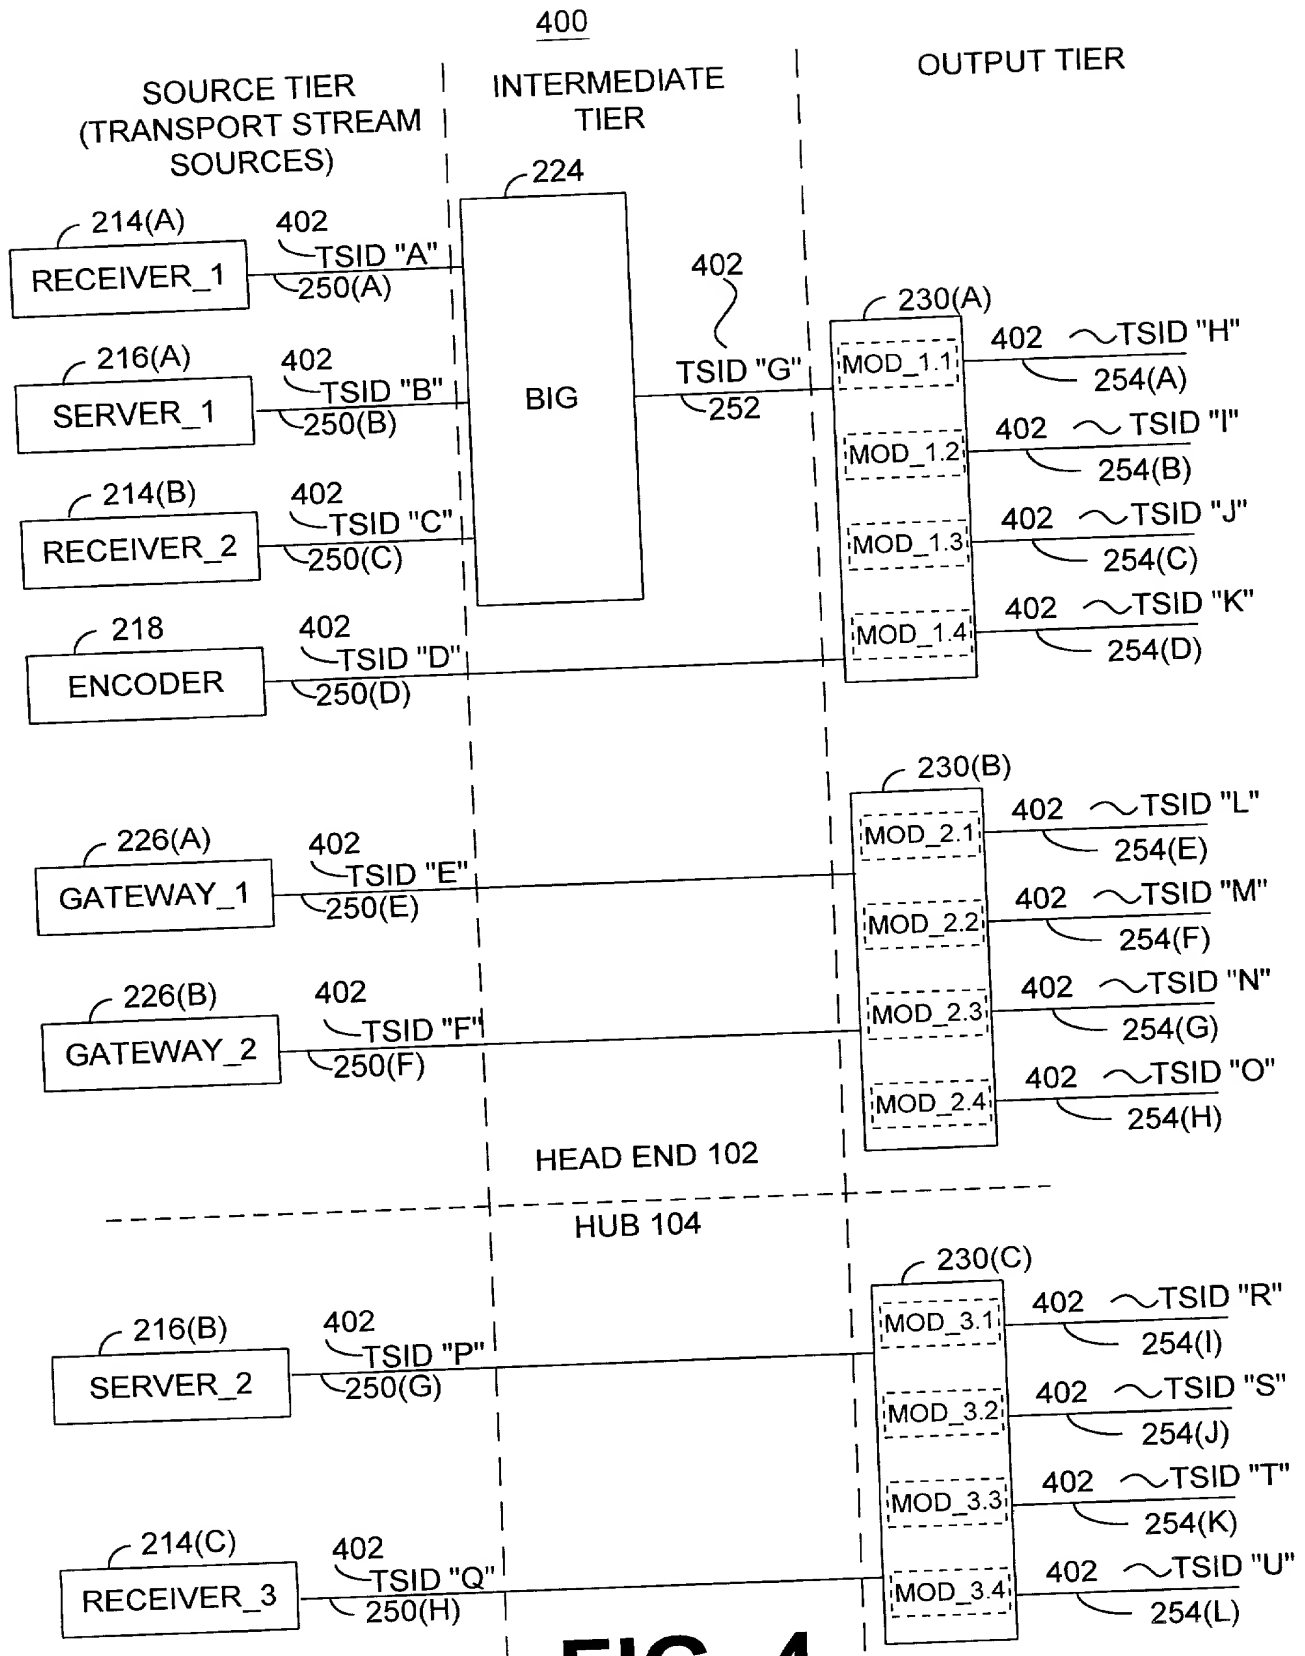 400
SOURCE TIER
(TRANSPORT STREAM
SOURCES)
INTERMEDIATE
TIER
OUTPUT TIER
224
214(A)
402
TSID "A"
RECEIVER_1
250(A)
402
230(A)
216(A)
402
TSID "B"
SERVER_1
250(B)
BIG
TSID "G"
252
MOD_1.1
402
TSID "H"
254(A)
MOD_1.2
402
TSID "I"
254(B)
214(B)
402
TSID "C"
RECEIVER_2
250(C)
MOD_1.3
402
TSID "J"
254(C)
218
402
TSID "D"
ENCODER
250(D)
MOD_1.4
402
TSID "K"
254(D)
230(B)
226(A)
402
TSID "E"
GATEWAY_1
250(E)
MOD_2.1
402
TSID "L"
254(E)
MOD_2.2
402
TSID "M"
254(F)
226(B)
402
TSID "F"
GATEWAY_2
250(F)
MOD_2.3
402
TSID "N"
254(G)
MOD_2.4
402
TSID "O"
254(H)
HEAD END 102
HUB 104
230(C)
216(B)
402
TSID "P"
SERVER_2
250(G)
MOD_3.1
402
TSID "R"
254(I)
MOD_3.2
402
TSID "S"
254(J)
MOD_3.3
402
TSID "T"
254(K)
214(C)
402
TSID "Q"
RECEIVER_3
250(H)
MOD_3.4
402
TSID "U"
254(L)
FIG. 4